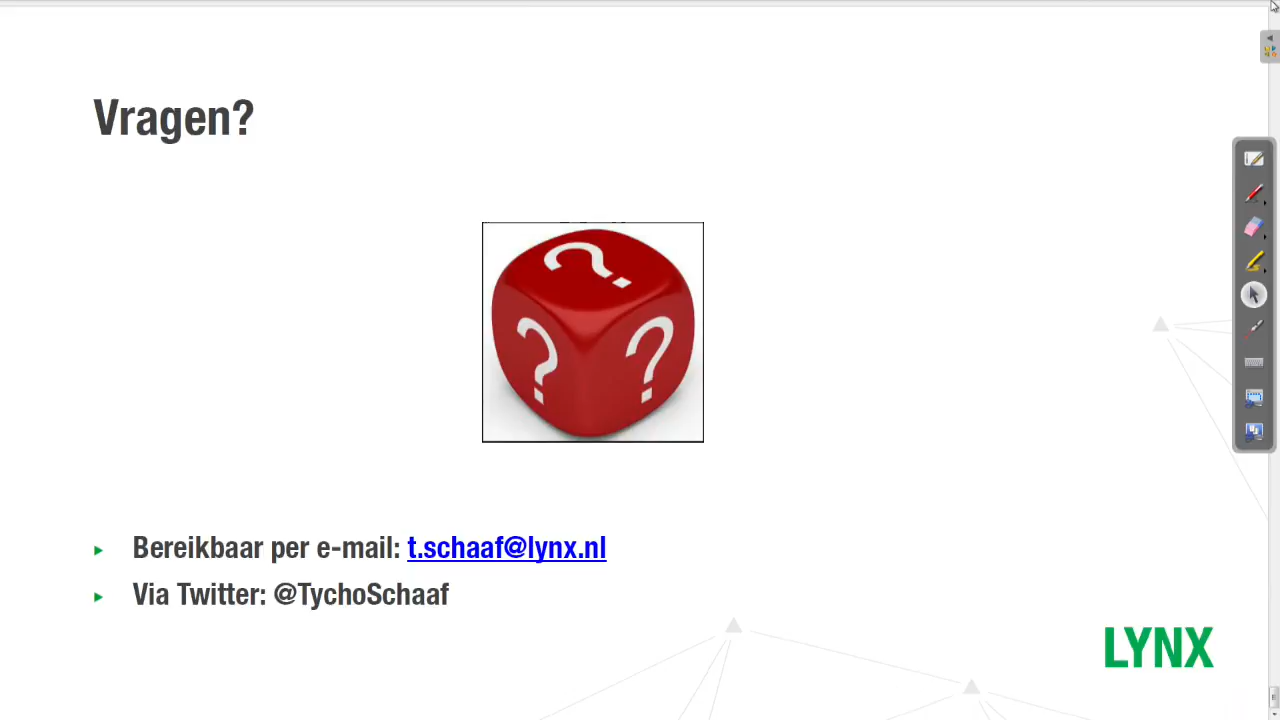 Vragen?
?
? ?
Bereikbaar per e-mail: t.schaaf@lynx.nl
Via Twitter: @TychoSchaaf
LYNX